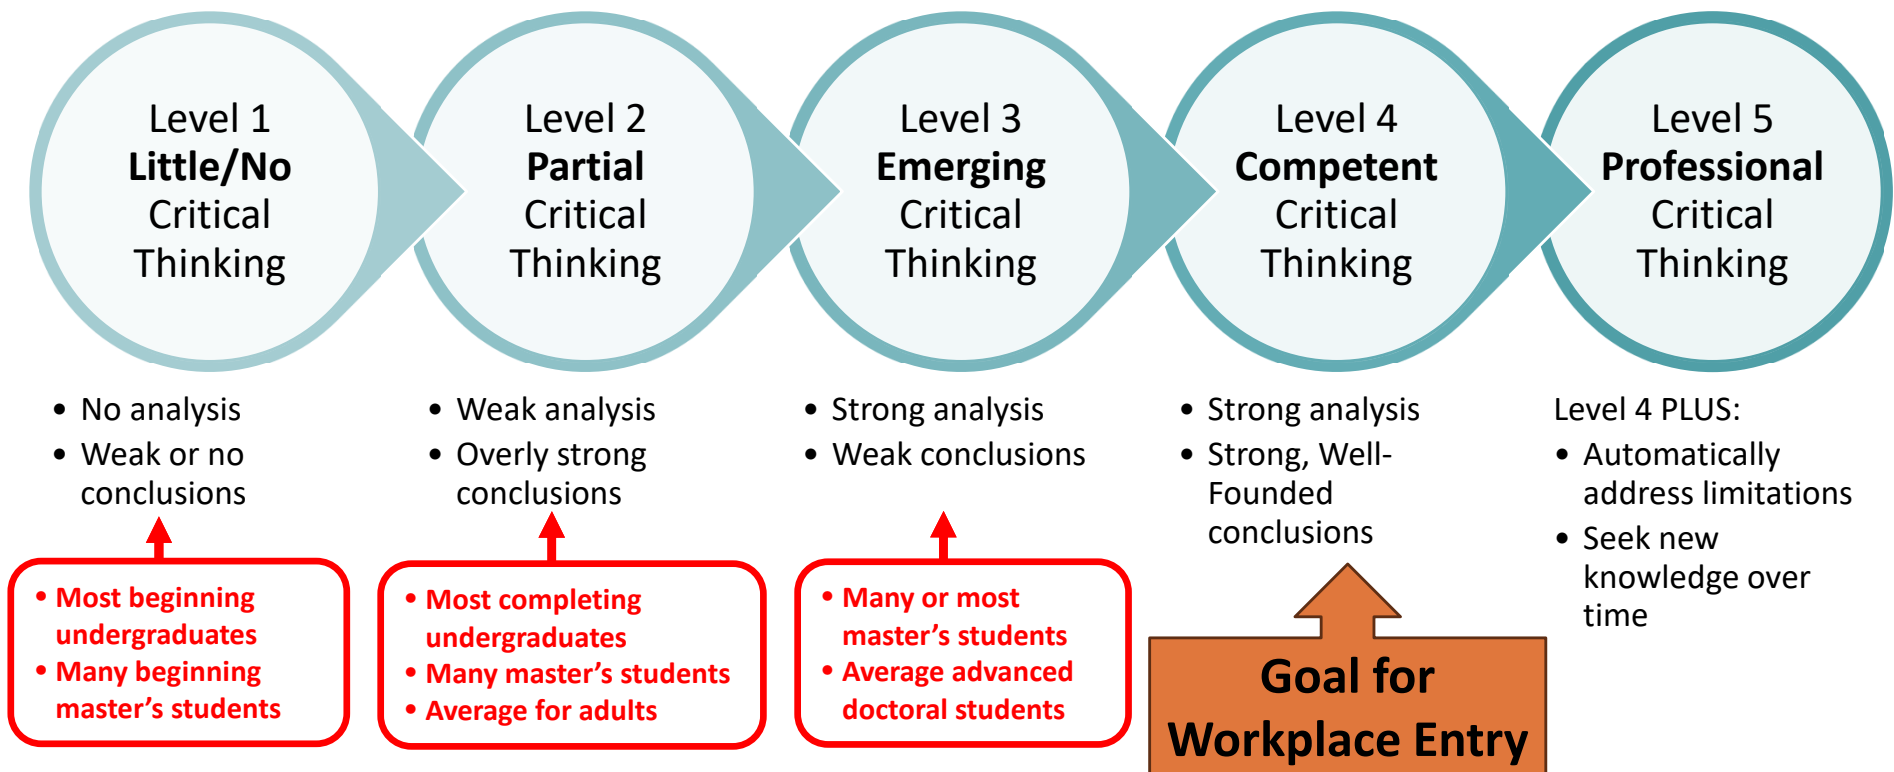 Level 1
Little/No
Critical
Thinking
Level 2
Partial
Critical
Thinking
Level 3
Emerging
Critical
Thinking
Level 4
Competent
Critical
Thinking
Level 5
Professional
Critical
Thinking
• No analysis
• Weak or no
conclusions
• Weak analysis
• Overly strong
conclusions
• Strong analysis
• Weak conclusions
• Strong analysis
• Strong, Well-
Founded
conclusions
Level 4 PLUS:
• Automatically
address limitations
• Seek new
knowledge over
time
• Most beginning
undergraduates
• Many beginning
master's students
• Most completing
undergraduates
• Many master's students
• Average for adults
• Many or most
master's students
• Average advanced
doctoral students
Goal for
Workplace Entry